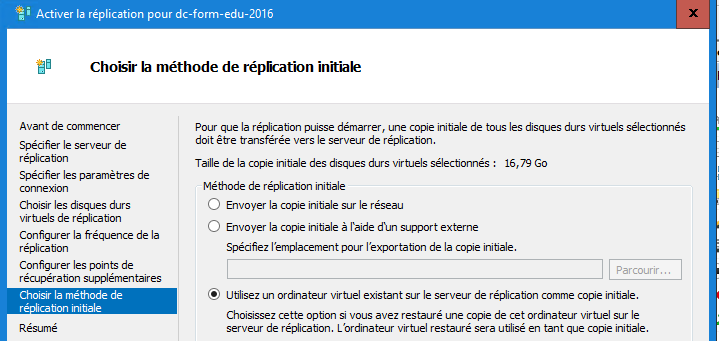 Activer la réplication pour dc-form-edu-2016
x
Choisir la méthode de réplication initiale
Avant de commencer
Spécifier le serveur de
réplication
Spécifier les paramètres de
connexion
Choisir les disques durs
virtuels de réplication
Configurer la fréquence de la
réplication
Configurer les points de
récupération supplémentaires
Choisir la méthode de
réplication initiale
Résumé
Pour que la réplication puisse démarrer, une copie initiale de tous les disques durs virtuels sélectionnés
doit être transférée vers le serveur de réplication.
Taille de la copie initiale des disques durs virtuels sélectionnés : 16,79 Go
Méthode de réplication initiale
Envoyer la copie initiale sur le réseau
Envoyer la copie initiale à l'aide d'un support externe
Spécifiez l'emplacement pour l'exportation de la copie initiale.
Parcourir...
Utilisez un ordinateur virtuel existant sur le serveur de réplication comme copie initiale.
Choisissez cette option si vous avez restauré une copie de cet ordinateur virtuel sur le
serveur de réplication. L'ordinateur virtuel restauré sera utilisé en tant que copie initiale.